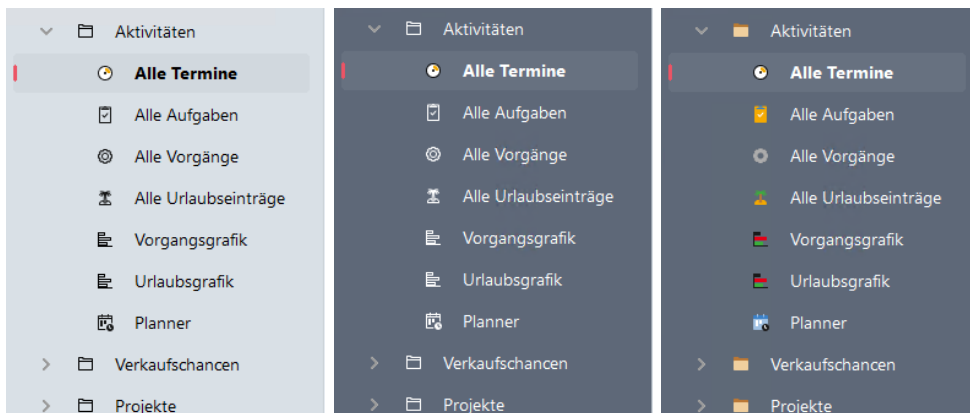 Aktivitäten
Alle Termine
Alle Aufgaben
Alle Vorgänge
Alle Urlaubseinträge
Vorgangsgrafik
Urlaubsgrafik
Planner
Verkaufschancen
Projekte
Aktivitäten
Alle Termine
Alle Aufgaben
Alle Vorgänge
Alle Urlaubseinträge
Vorgangsgrafik
Urlaubsgrafik
Planner
Verkaufschancen
Projekte
Aktivitäten
Alle Termine
Alle Aufgaben
Alle Vorgänge
Alle Urlaubseinträge
Vorgangsgrafik
Urlaubsgrafik
Planner
Verkaufschancen
Projekte